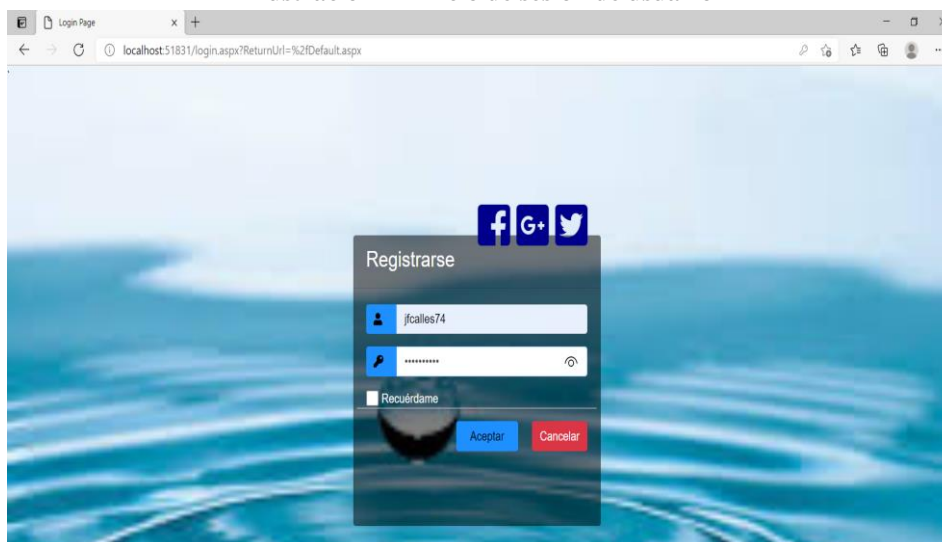 Login Page
localhost:51831/login.aspx?ReturnUrl=%2fDefault.aspx
G+
Registrarse
jfcalles74
Recuérdame
Aceptar
Cancelar